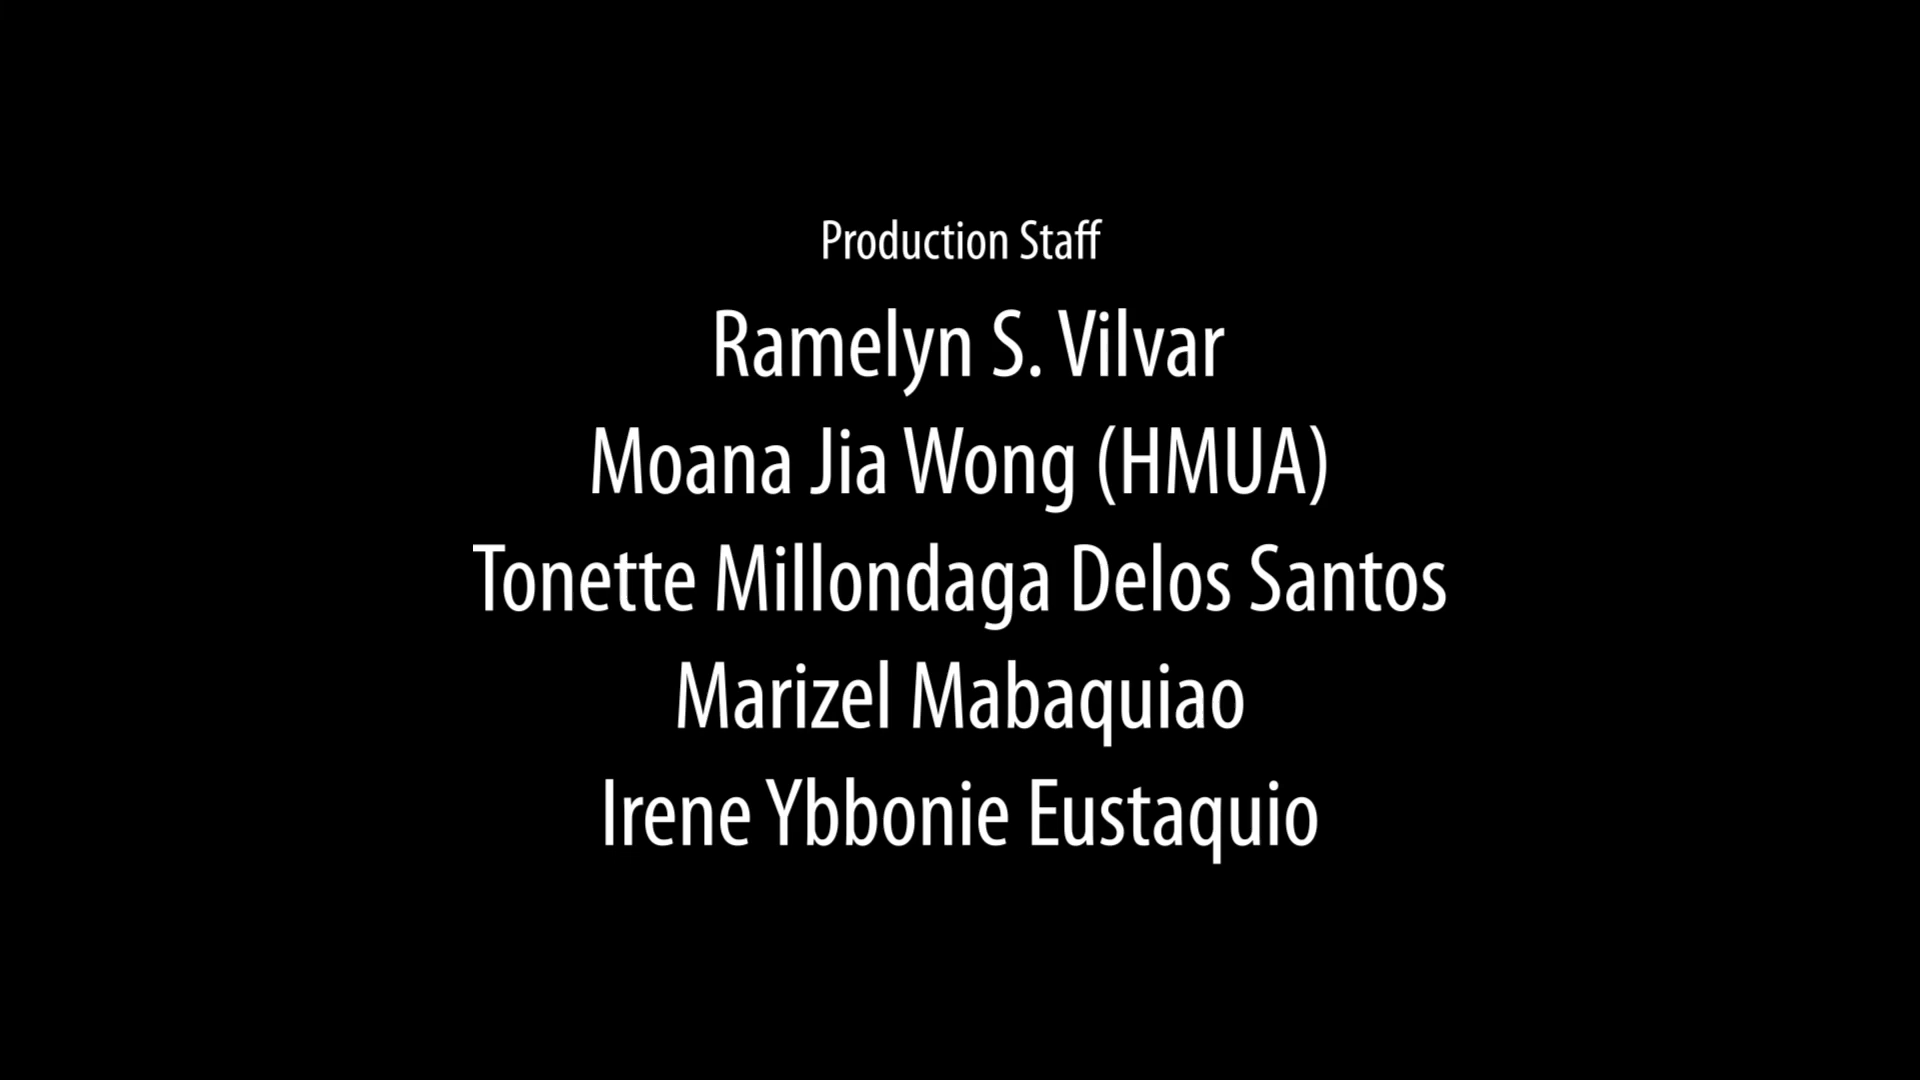 Production Staff
Ramelyn S. Vilvar
Moana Jia Wong (HMUA)
Tonette Millondaga Delos Santos
Marizel Mabaquiao
Irene Ybbonie Eustaquio